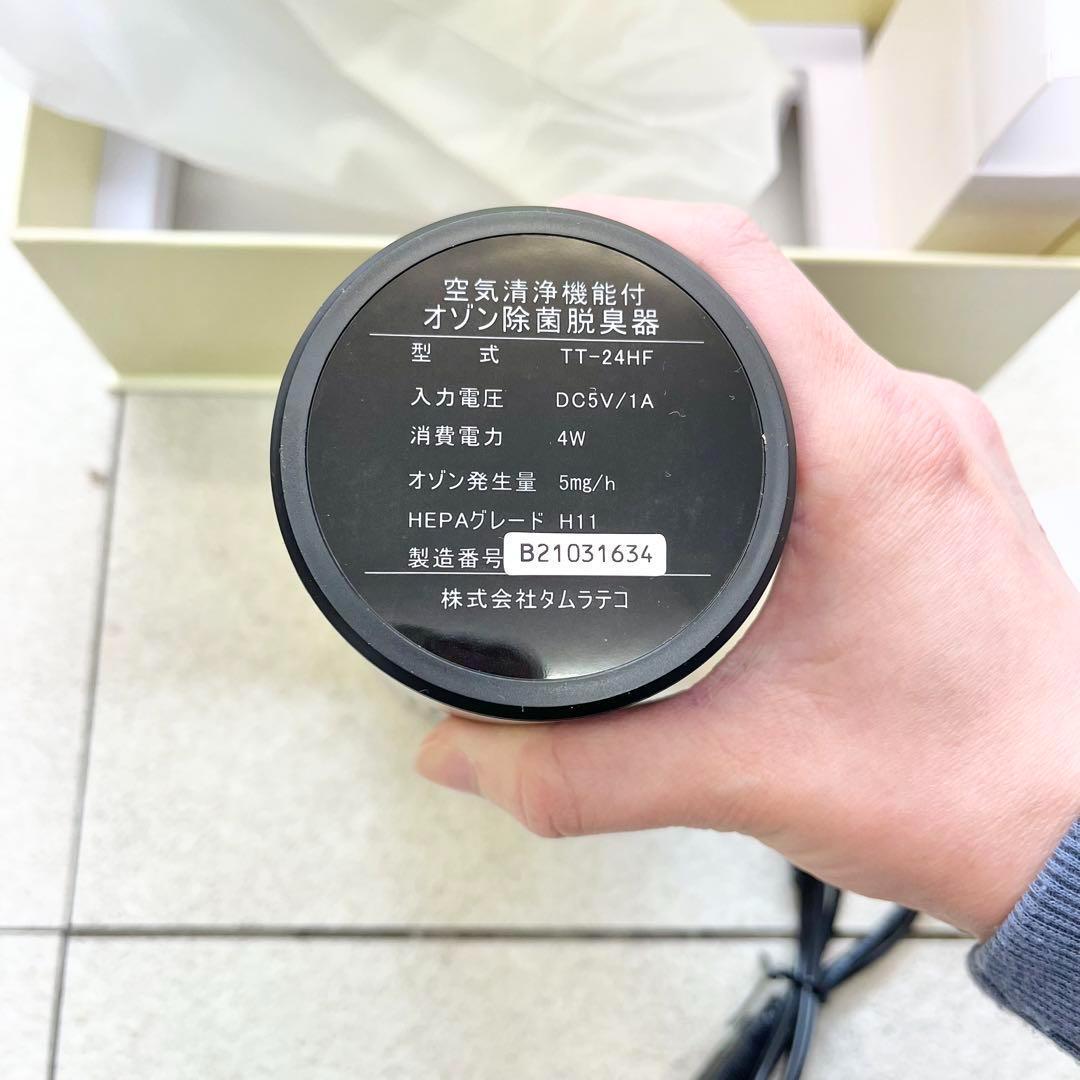 空気清浄機能付
オゾン除菌脱臭器
型 式 TT-24HF
入力電圧 DC5V/1A
消費電力 4W
オゾン発生量 5mg/h
HEPAグレード H11
製造番号 B21031634
株式会社タムラテコ